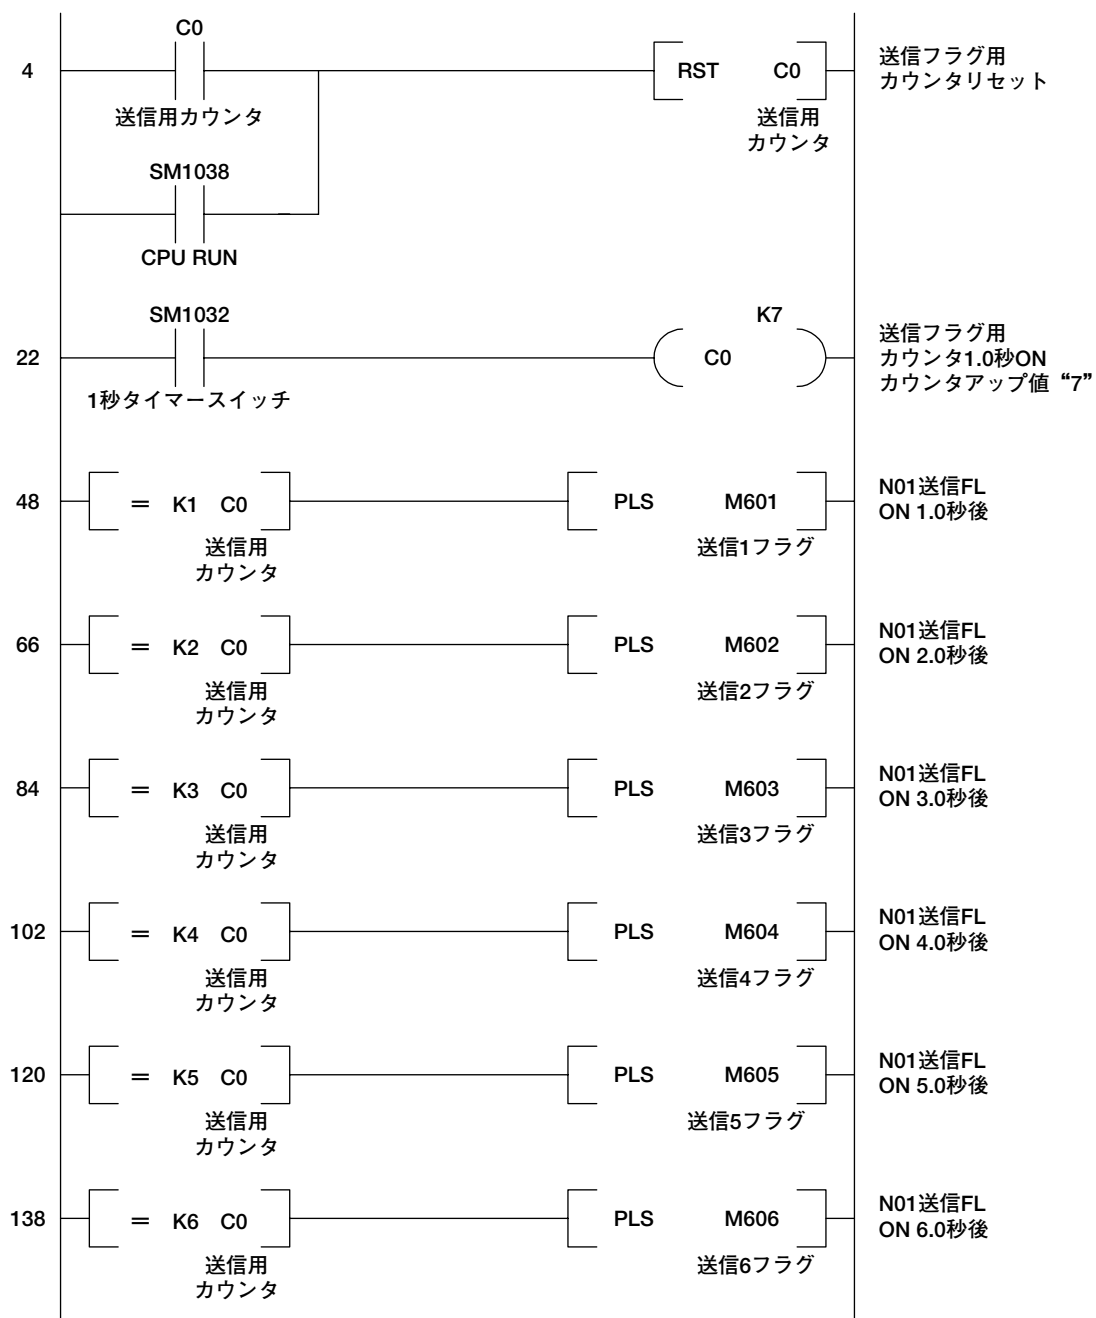 C0
4
RST C0
送信フラグ用
カウンタリセット
送信用カウンタ
送信用
カウンタ
SM1038
CPU RUN
SM1032
K7
22
C0
送信フラグ用
カウンタ1.0秒ON
カウンタアップ値“7”
1秒タイマースイッチ
48
= K1 C0
PLS M601
N01送信FL
ON 1.0秒後
送信用
カウンタ
送信1フラグ
66
= K2 C0
PLS M602
N01送信FL
ON 2.0秒後
送信用
カウンタ
送信2フラグ
84
= K3 C0
PLS M603
N01送信FL
ON 3.0秒後
送信用
カウンタ
送信3フラグ
102
= K4 C0
PLS M604
N01送信FL
ON 4.0秒後
送信用
カウンタ
送信4フラグ
120
= K5 C0
PLS M605
N01送信FL
ON 5.0秒後
送信用
カウンタ
送信5フラグ
138
= K6 C0
PLS M606
N01送信FL
ON 6.0秒後
送信用
カウンタ
送信6フラグ